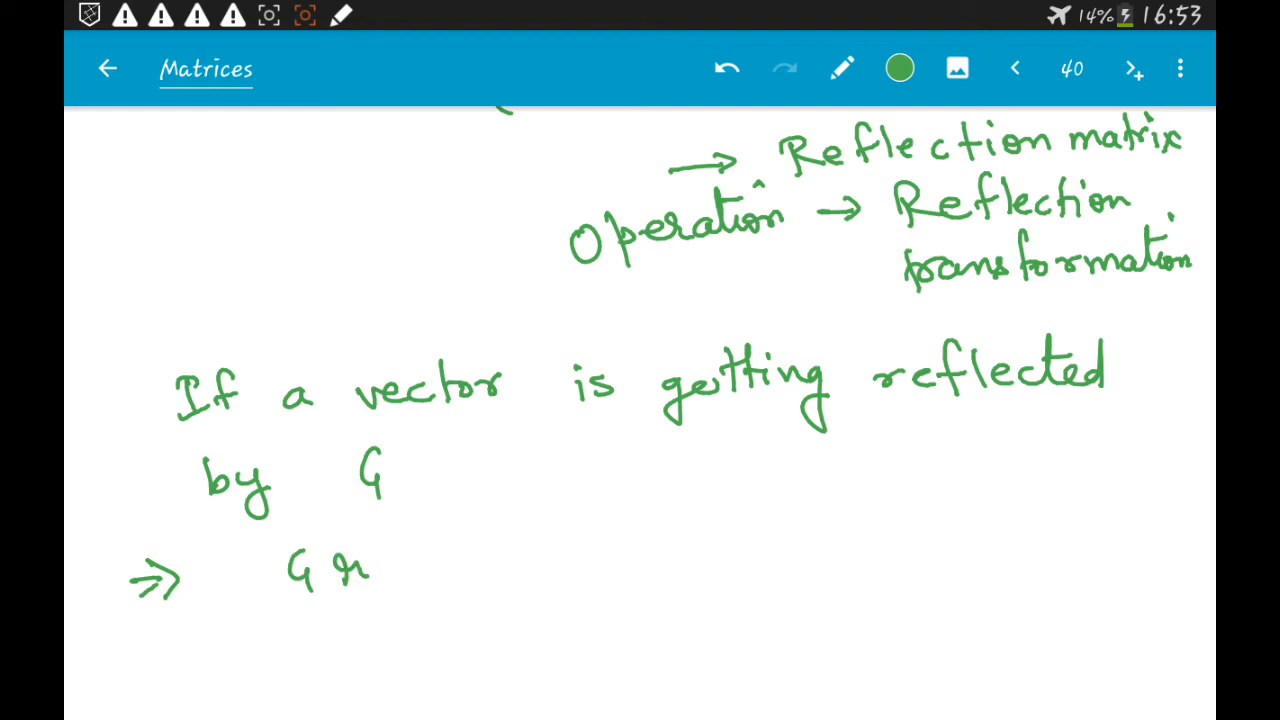 14% 16:53
Matrices 40
→ Reflection matrix
Operation → Reflection
transformation
If a vector is getting reflected
by G
⇒ G x